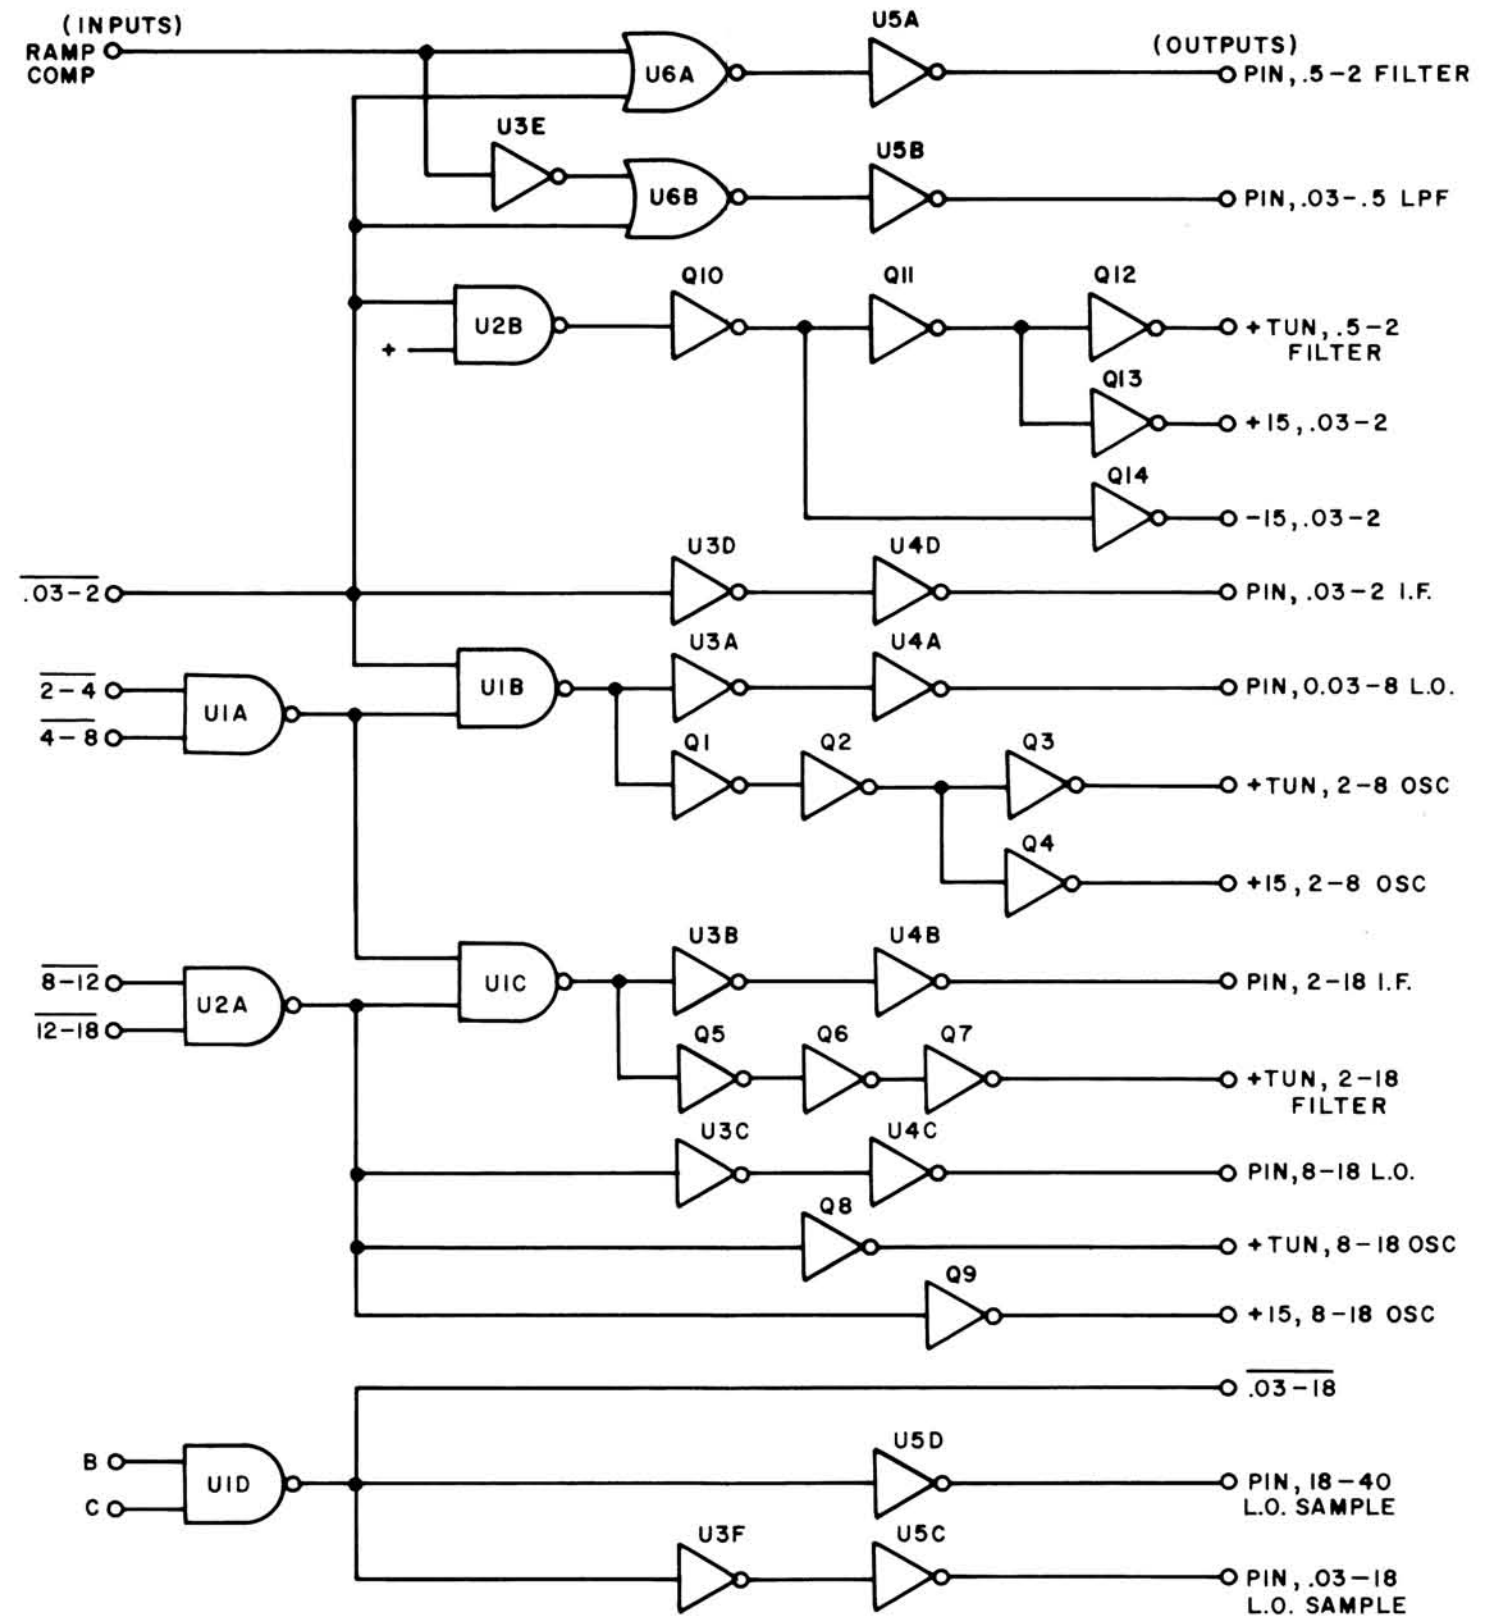 (INPUTS)
RAMP
COMP
U6A
U5A
(OUTPUTS)
PIN, .5-2 FILTER
U3E
U6B
U5B
PIN, .03-.5 LPF
U2B
+
Q10
Q11
Q12
+TUN, .5-2
FILTER
Q13
+15, .03-2
Q14
-15, .03-2
.03-2
U3D
U4D
PIN, .03-2 I.F.
2-4
4-8
U1A
U1B
U3A
U4A
PIN, 0.03-8 L.O.
Q1
Q2
Q3
+TUN, 2-8 OSC
Q4
+15, 2-8 OSC
8-12
12-18
U2A
U1C
U3B
U4B
PIN, 2-18 I.F.
Q5
Q6
Q7
+TUN, 2-18
FILTER
U3C
U4C
PIN, 8-18 L.O.
Q8
+TUN, 8-18 OSC
Q9
+15, 8-18 OSC
.03-18
B
C
U1D
U5D
PIN, 18-40
L.O. SAMPLE
U3F
U5C
PIN, .03-18
L.O. SAMPLE